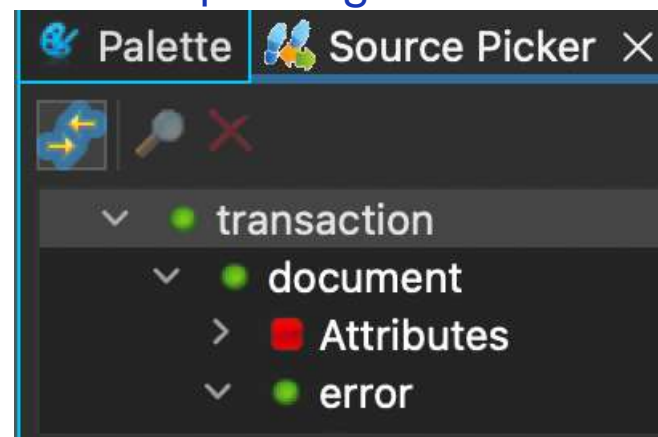 Palette Source Picker
transaction
document
Attributes
error